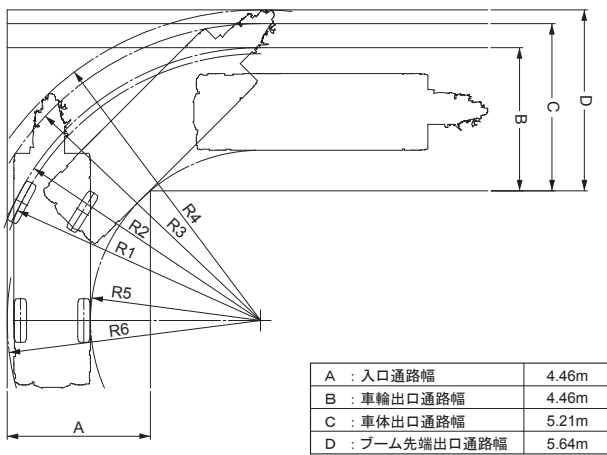 D
C
B
R4
R3
R2
R1
R5
R6
A
A ：入口通路幅 4.46m
B ：車輪出口通路幅 4.46m
C ：車体出口通路幅 5.21m
D ：ブーム先端出口通路幅 5.64m